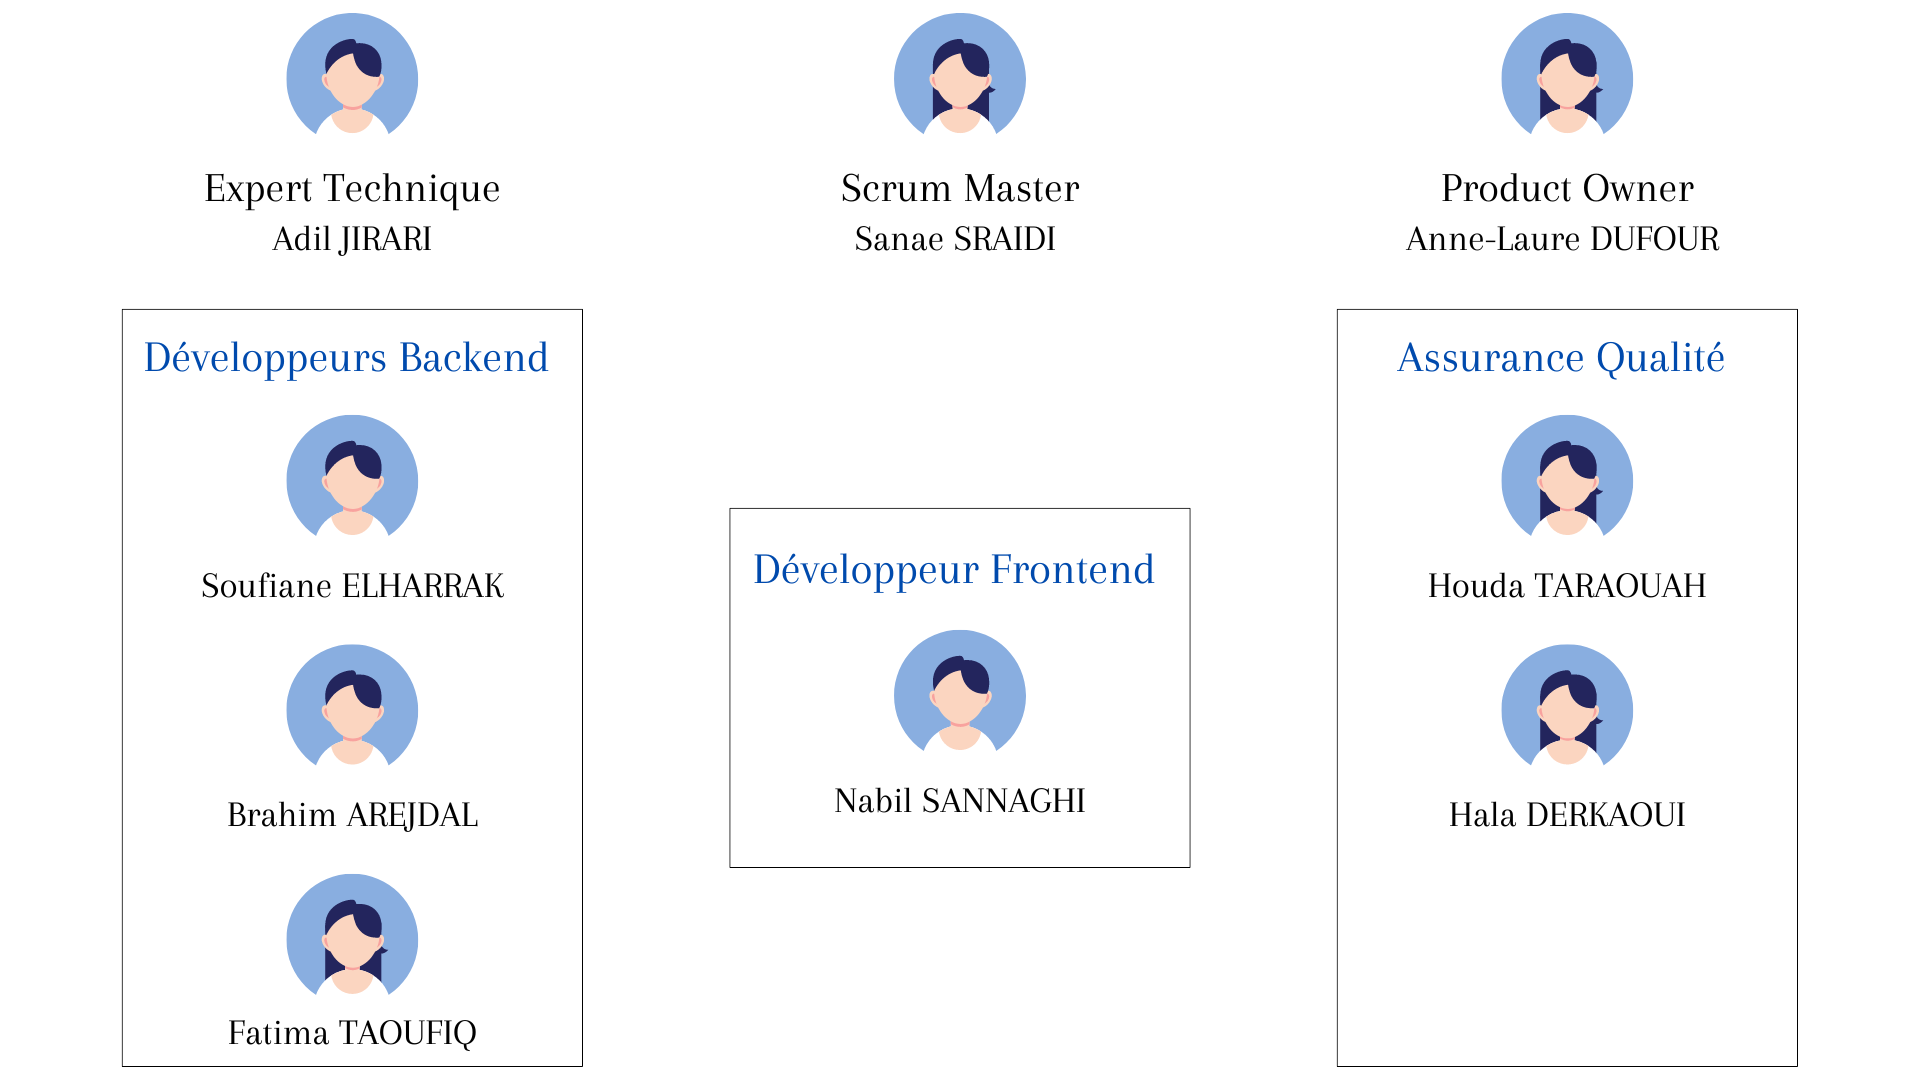 Expert Technique
Adil JIRARI
Scrum Master
Sanae SRAIDI
Product Owner
Anne-Laure DUFOUR
Développeurs Backend
Soufiane ELHARRAK
Brahim AREJDAL
Fatima TAOUFIQ
Développeur Frontend
Nabil SANNAGHI
Assurance Qualité
Houda TARAOUAH
Hala DERKAOUI